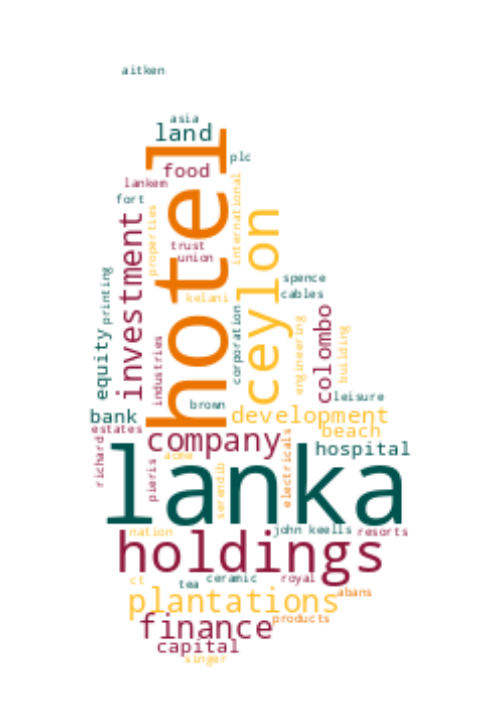 aitken
asia
land
plc
hotel
food
lankem
international
fort
properties
investment
ceylon
trust
union
printing
spence
kelani
cables
colombo
corporation
engineering
building
equity
industries
leisure
brown
bank
development
estates
beach
company
electricals
richard
hospital
lanka
acme
pieris
serendib
nation
john keells
resorts
holdings
ct
tea
ceramic
royal
plantations
abans
finance
products
capital
singer